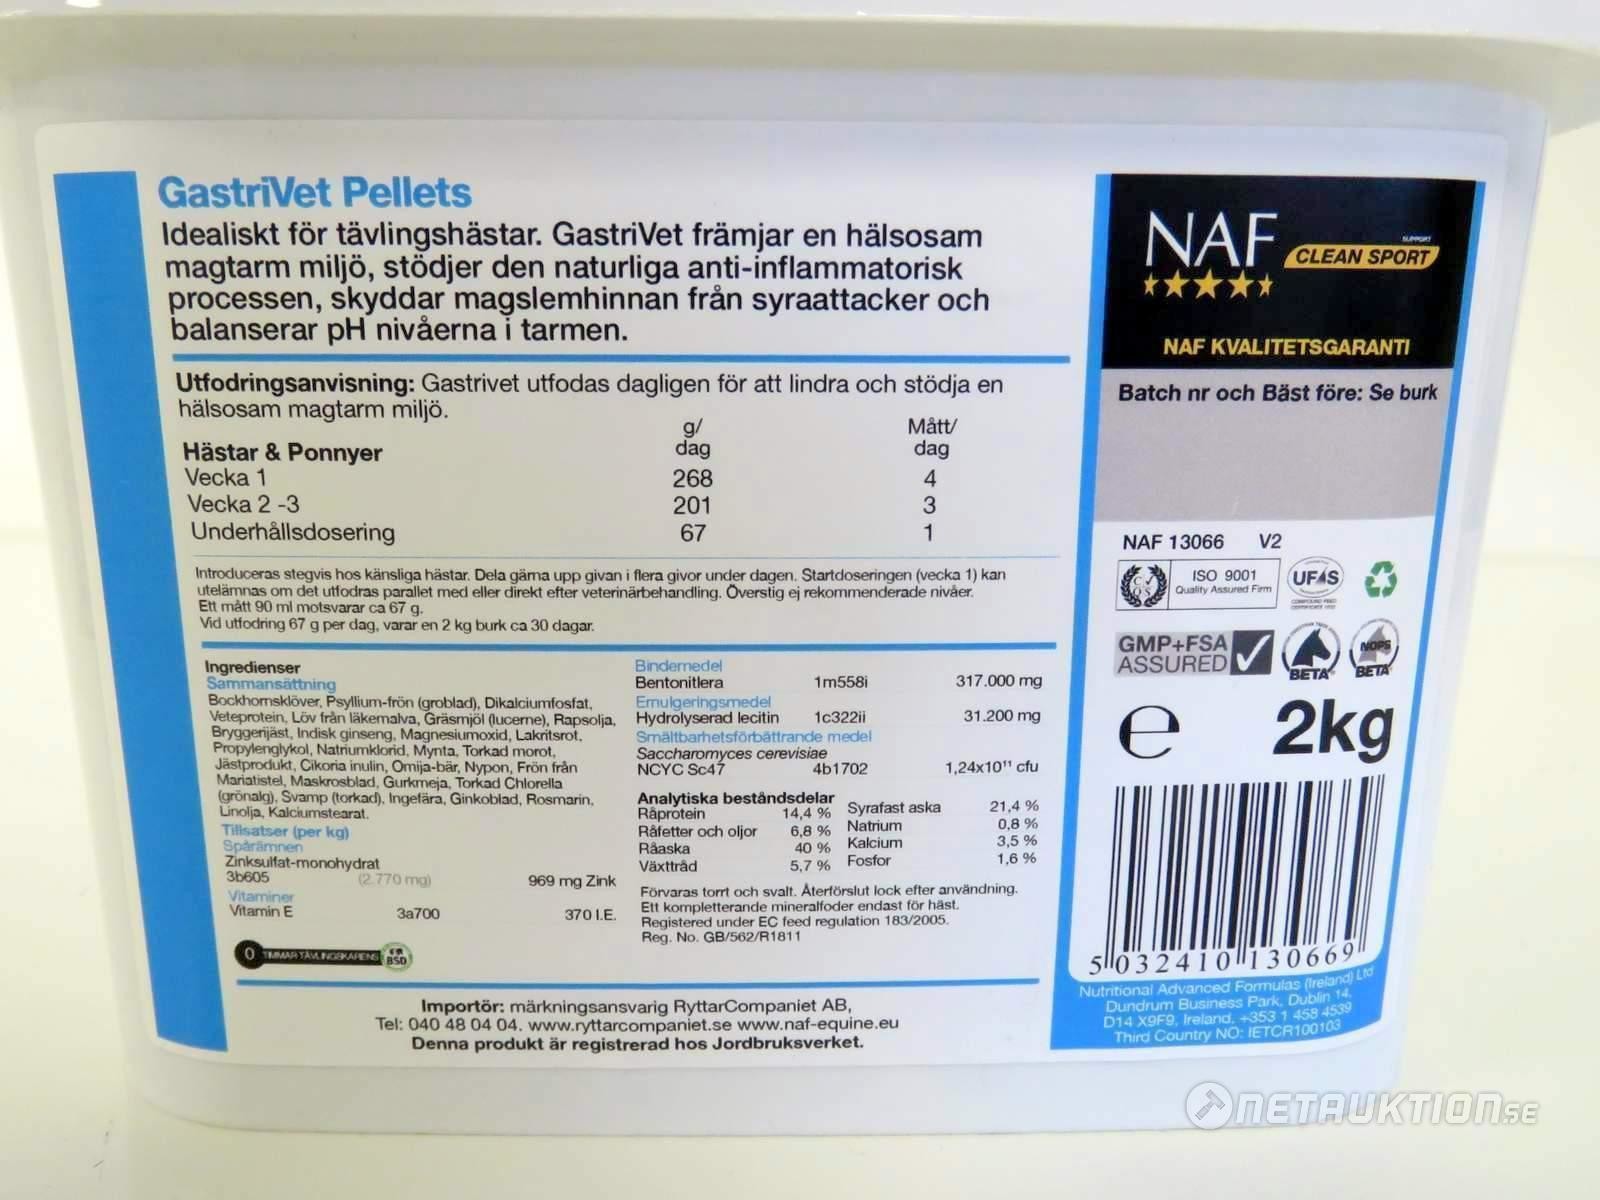 GastriVet Pellets
Idealiskt för tävlingshästar. GastriVet främjar en hälsosam
magtarm miljö, stödjer den naturliga anti-inflammatorisk
processen, skyddar magslemhinnan från syraattacker och
balanserar pH nivåerna i tarmen.
Utfodringsanvisning: Gastrivet utfodas dagligen för att lindra och stödja en
hälsosam magtarm miljö.
g/ Mått/
Hästar & Ponnyer dag dag
Vecka 1 268 4
Vecka 2 -3 201 3
Underhållsdosering 67 1
Introduceras stegvis hos känsliga hästar. Dela gärna upp givan i flera givor under dagen. Startdoseringen (vecka 1) kan
utelämnas om det utfodras parallet med eller direkt efter veterinärbehandling. Överstig ej rekommenderade nivåer.
Ett mått 90 ml motsvarar ca 67 g.
Vid utfodring 67 g per dag, varar en 2 kg burk ca 30 dagar.
Ingredienser
Sammansättning
Bockhornsklöver, Psyllium-frön (groblad), Dikalciumfosfat,
Veteprotein, Löv från läkemalva, Gräsmjöl (lucerne), Rapsolja,
Bryggerijäst, Indisk ginseng, Magnesiumoxid, Lakritsrot,
Propylenglykol, Natriumklorid, Mynta, Torkad morot,
Jästprodukt, Cikoria inulin, Omija-bär, Nypon, Frön från
Mariatistel, Maskrosblad, Gurkmeja, Torkad Chlorella
(grönalg), Svamp (torkad), Ingefära, Ginkoblad, Rosmarin,
Linolja, Kalciumstearat.
Tillsatser (per kg)
Spårämnen
Zinksulfat-monohydrat
3b605 (2.770 mg) 969 mg Zink
Vitaminer
Vitamin E 3a700 370 I.E.
0 TIMMAR TÄVLINGSKARENS BSD
Bindemedel
Bentonitlera 1m558i 317.000 mg
Emulgeringsmedel
Hydrolyserad lecitin 1c322ii 31.200 mg
Smältbarhetsförbättrande medel
Saccharomyces cerevisiae
NCYC Sc47 4b1702 1,24x10¹¹ cfu
Analytiska beståndsdelar
Råprotein 14,4 %
Råfetter och oljor 6,8 %
Råaska 40 %
Växttråd 5,7 %
Syrafast aska 21,4 %
Natrium 0,8 %
Kalcium 3,5 %
Fosfor 1,6 %
Förvaras torrt och svalt. Återförslut lock efter användning.
Ett kompletterande mineralfoder endast för häst.
Registered under EC feed regulation 183/2005.
Reg. No. GB/562/R1811
Importör: märkningsansvarig RyttarCompaniet AB,
Tel: 040 48 04 04. www.ryttarcompaniet.se www.naf-equine.eu
Denna produkt är registrerad hos Jordbruksverket.
NAF
SUPPORT
CLEAN SPORT
NAF KVALITETSGARANTI
Batch nr och Bäst före: Se burk
NAF 13066 V2
CQS
ISO 9001
Quality Assured Firm
UFAS
COMPOUND FEED
GMP+FSA
ASSURED
BETA
NOPS
BETA
e 2kg
5 032410 130669
Nutritional Advanced Formulas (Ireland) Ltd
Dundrum Business Park, Dublin 14,
D14 X9F9, Ireland. +353 1 458 4539
Third Country NO: IETCR100103
NETAUKTION.SE